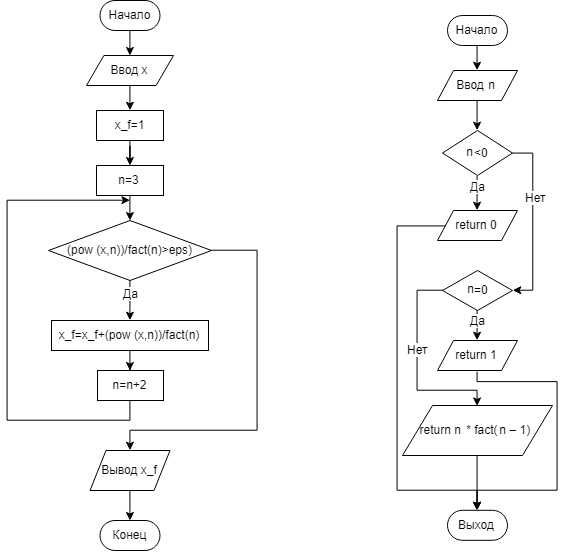 Начало
Ввод x
x_f=1
n=3
(pow (x,n))/fact(n)>eps)
Да
x_f=x_f+(pow (x,n))/fact(n)
n=n+2
Вывод x_f
Конец
Начало
Ввод n
n<0
Да
Нет
return 0
n=0
Да
Нет
return 1
return n * fact( n – 1)
Выход